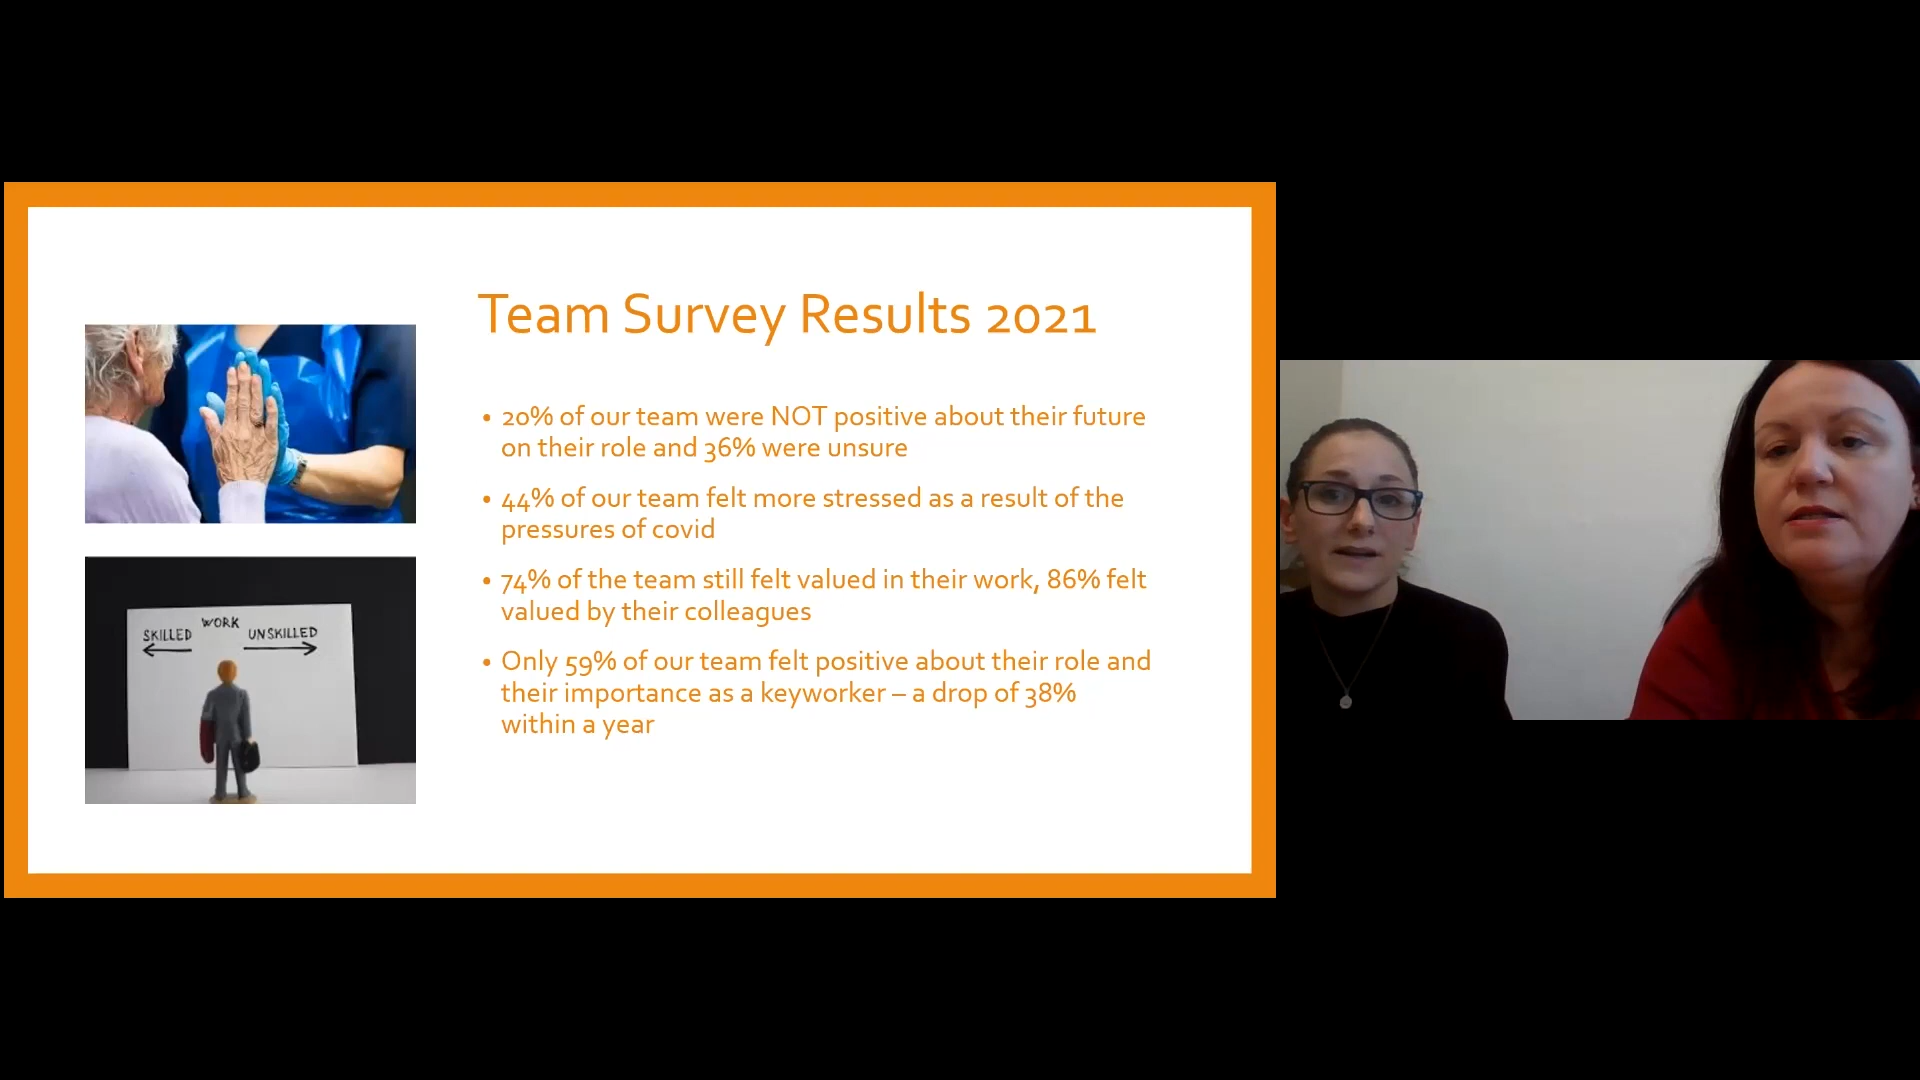 Team Survey Results 2021
• 20% of our team were NOT positive about their future
on their role and 36% were unsure
• 44% of our team felt more stressed as a result of the
pressures of covid
• 74% of the team still felt valued in their work, 86% felt
valued by their colleagues
• Only 59% of our team felt positive about their role and
their importance as a keyworker – a drop of 38%
within a year
WORK
SKILLED UNSKILLED